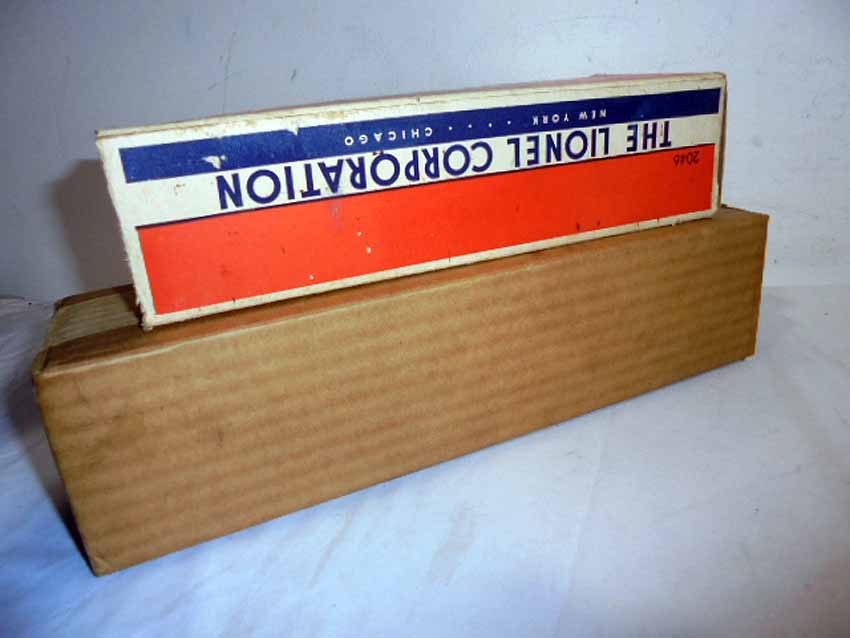 2046
THE LIONEL CORPORATION
NEW YORK . . . . CHICAGO